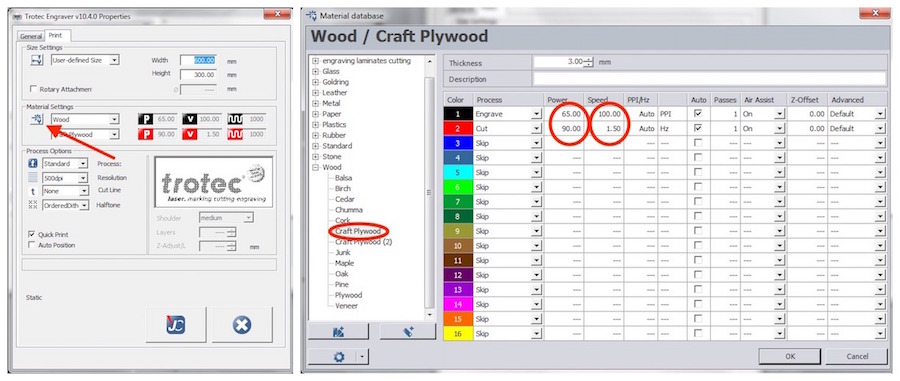 Trotec Engraver v10.4.0 Properties
General Print
Size Settings
User-defined Size
Width 600.00 mm
Height 300.00 mm
Rotary Attachment
Ø --- mm
Material Settings
Wood P 65.00 V 100.00 1000
Craft Plywood P 90.00 V 1.50 1000
Process Options
Standard Process:
500dpi Resolution
None Cut Line
OrderedDith Halftone
trotec
laser. marking cutting engraving
Shoulder medium
Layers ----
Z-Adjust/L ---- mm
Quick Print
Auto Position
Static
JC
Material database
Wood / Craft Plywood
engraving laminates cutting
Glass
Goldring
Leather
Metal
Paper
Plastics
Rubber
Standard
Stone
Wood
Balsa
Birch
Cedar
Chumma
Cork
Craft Plywood
Craft Plywood (2)
Junk
Maple
Oak
Pine
Plywood
Veneer
Thickness 3.00 mm
Description
Color Process Power Speed PPI/Hz Auto Passes Air Assist Z-Offset Advanced
1 Engrave 65.00 100.00 Auto PPI 1 On 0.00 Default
2 Cut 90.00 1.50 Auto Hz 1 On 0.00 Default
3 Skip --- --- --- --- --- --- --- ---
4 Skip --- --- --- --- --- --- --- ---
5 Skip --- --- --- --- --- --- --- ---
6 Skip --- --- --- --- --- --- --- ---
7 Skip --- --- --- --- --- --- --- ---
8 Skip --- --- --- --- --- --- --- ---
9 Skip --- --- --- --- --- --- --- ---
10 Skip --- --- --- --- --- --- --- ---
11 Skip --- --- --- --- --- --- --- ---
12 Skip --- --- --- --- --- --- --- ---
13 Skip --- --- --- --- --- --- --- ---
14 Skip --- --- --- --- --- --- --- ---
15 Skip --- --- --- --- --- --- --- ---
16 Skip --- --- --- --- --- --- --- ---
OK Cancel